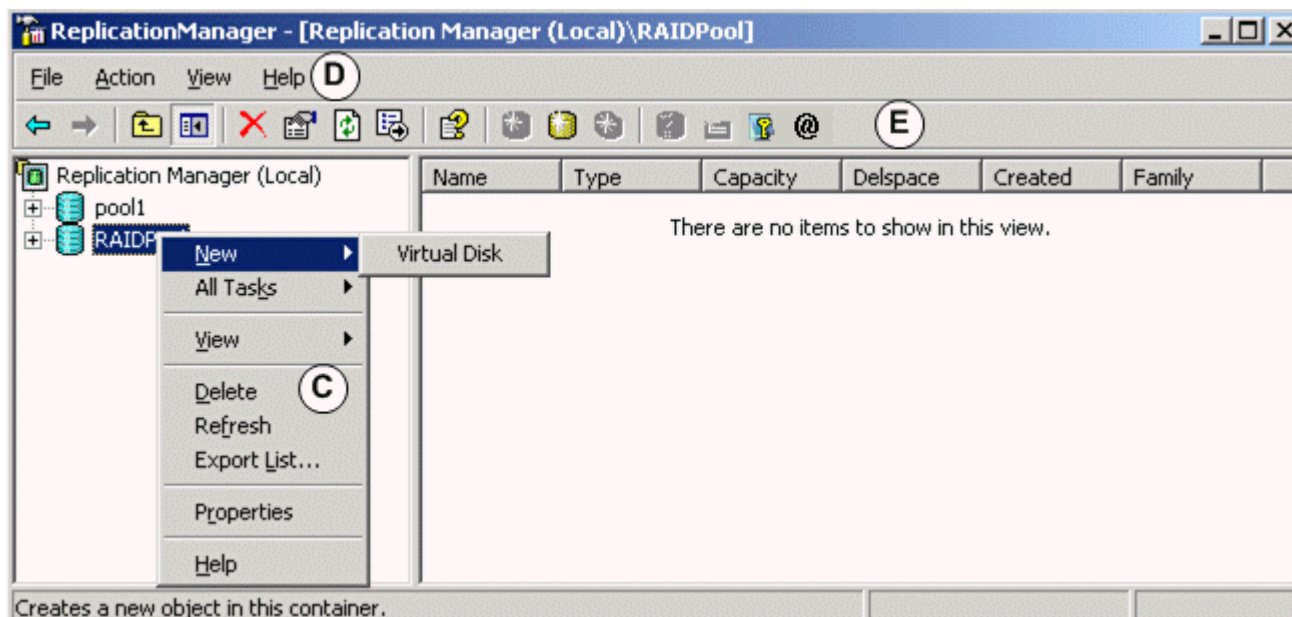 ReplicationManager - [Replication Manager (Local)\RAIDPool]
File Action View Help D
@ E
Replication Manager (Local)
pool1
RAIDP
Name Type Capacity Delspace Created Family
There are no items to show in this view.
New
Virtual Disk
All Tasks
View
Delete C
Refresh
Export List...
Properties
Help
Creates a new object in this container.